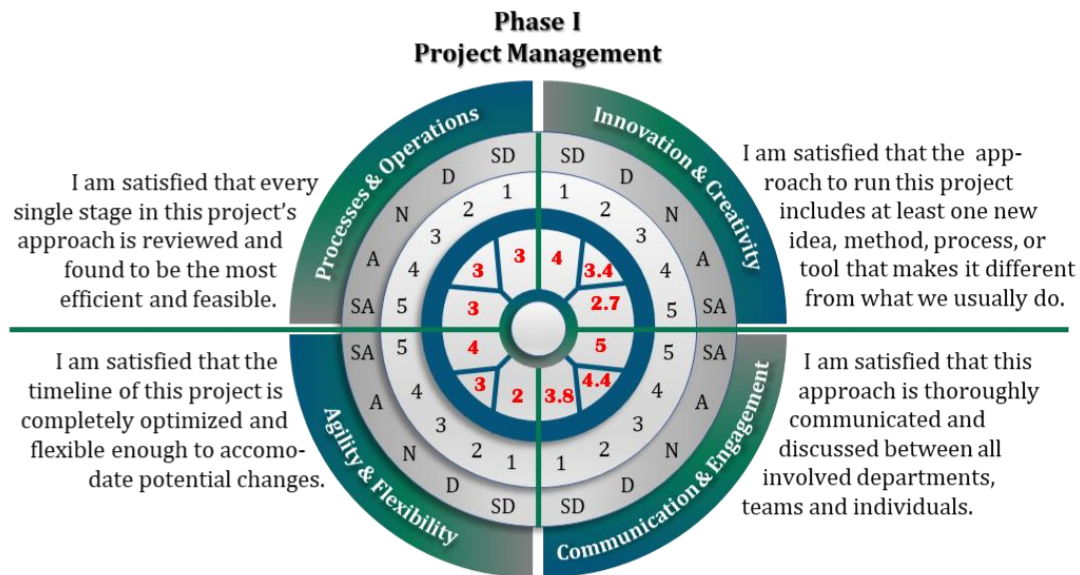 Phase I
Project Management
Processes & Operations
Innovation & Creativity
I am satisfied that every
single stage in this project's
approach is reviewed and
found to be the most
efficient and feasible.
SD
D
N
A
SA
1
2
3
4
5
3
3
3
SD
D
N
A
SA
1
2
3
4
5
4
3.4
2.7
I am satisfied that the ap-
proach to run this project
includes at least one new
idea, method, process, or
tool that makes it different
from what we usually do.
I am satisfied that the
timeline of this project is
completely optimized and
flexible enough to accomo-
date potential changes.
SA
A
N
D
SD
5
4
3
2
1
4
3
2
SA
A
N
D
SD
5
4
3
2
1
5
4.4
3.8
I am satisfied that this
approach is thoroughly
communicated and
discussed between all
involved departments,
teams and individuals.
Agility & Flexibility
Communication & Engagement